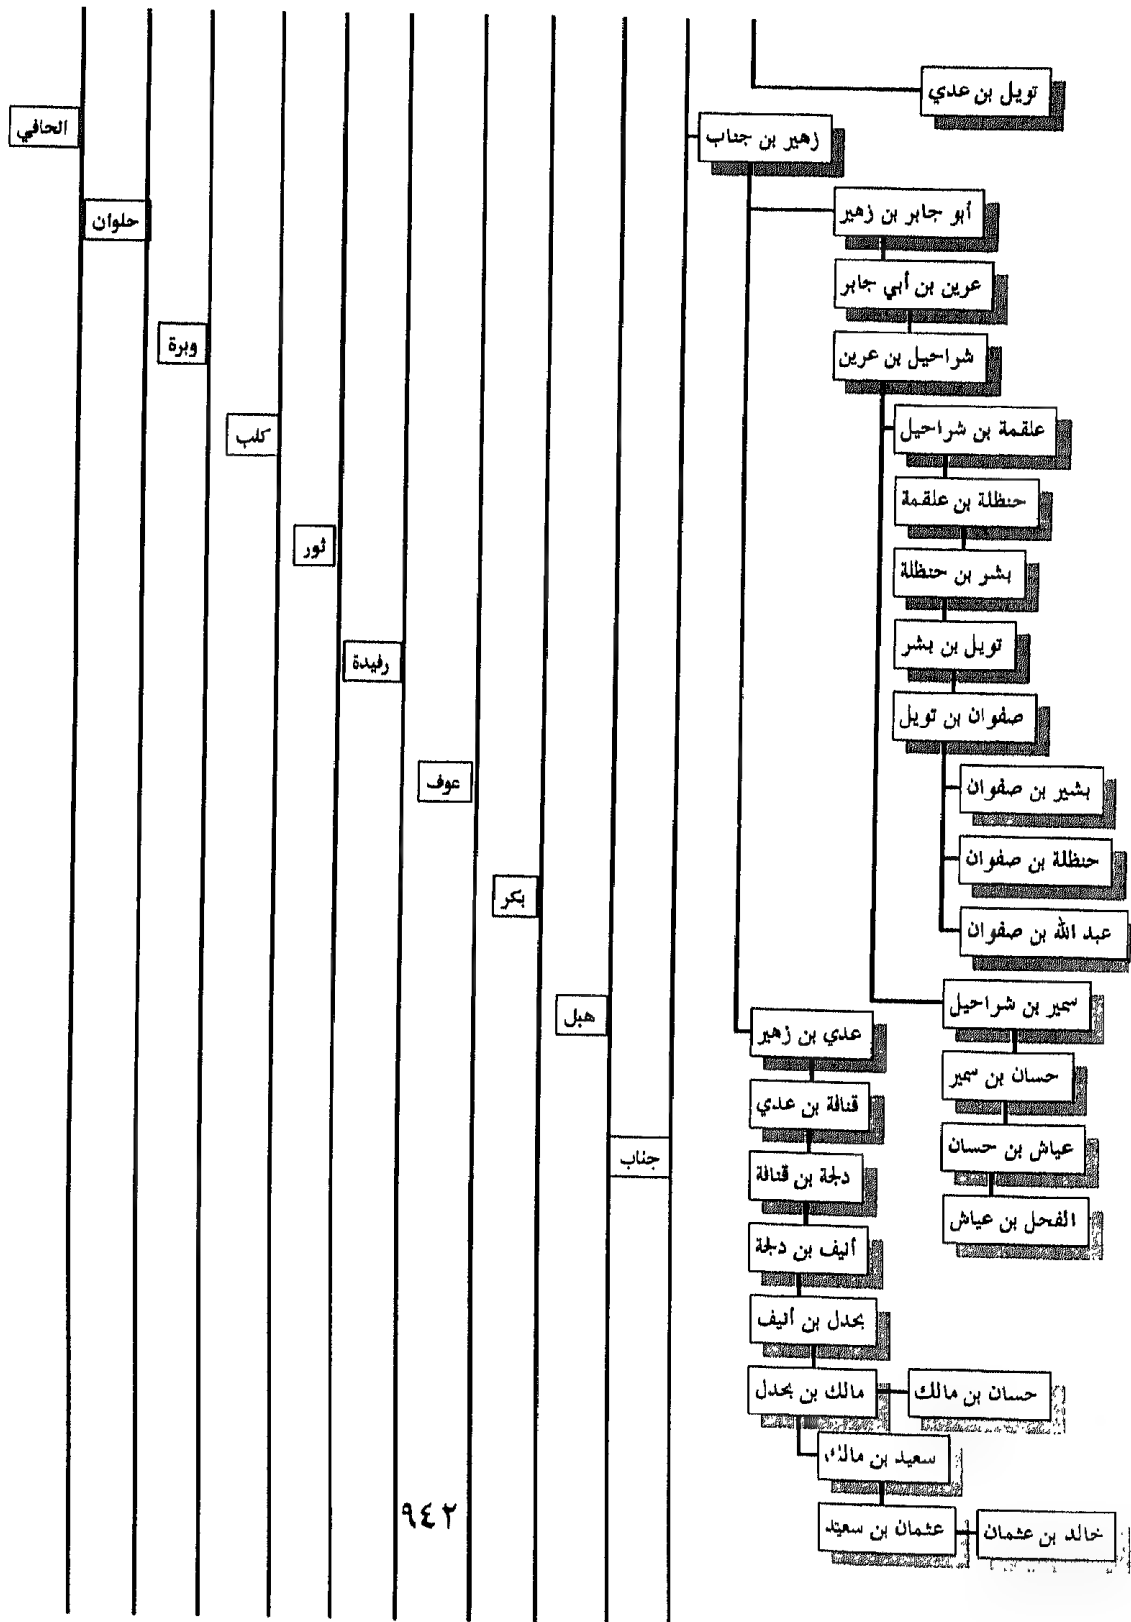 تويل بن عدي
الحافي
زهير بن جناب
حلوان
أبو جابر بن زهير
عرين بن أبي جابر
وبرة
شراحيل بن عرين
كلب
علقمة بن شراحيل
حنظلة بن علقمة
ثور
بشر بن حنظلة
رفيدة
تويل بن بشر
صفوان بن تويل
عوف
بشير بن صفوان
حنظلة بن صفوان
بكر
عبد الله بن صفوان
سمير بن شراحيل
هبل
عدي بن زهير
حسان بن سمير
قنافة بن عدي
جناب
عياش بن حسان
دلجة بن قنافة
الفحل بن عياش
أنيف بن دلجة
بحدل بن أنيف
مالك بن بحدل
حسان بن مالك
سعيد بن مالك
عثمان بن سعيد
خالد بن عثمان
٩٤٢